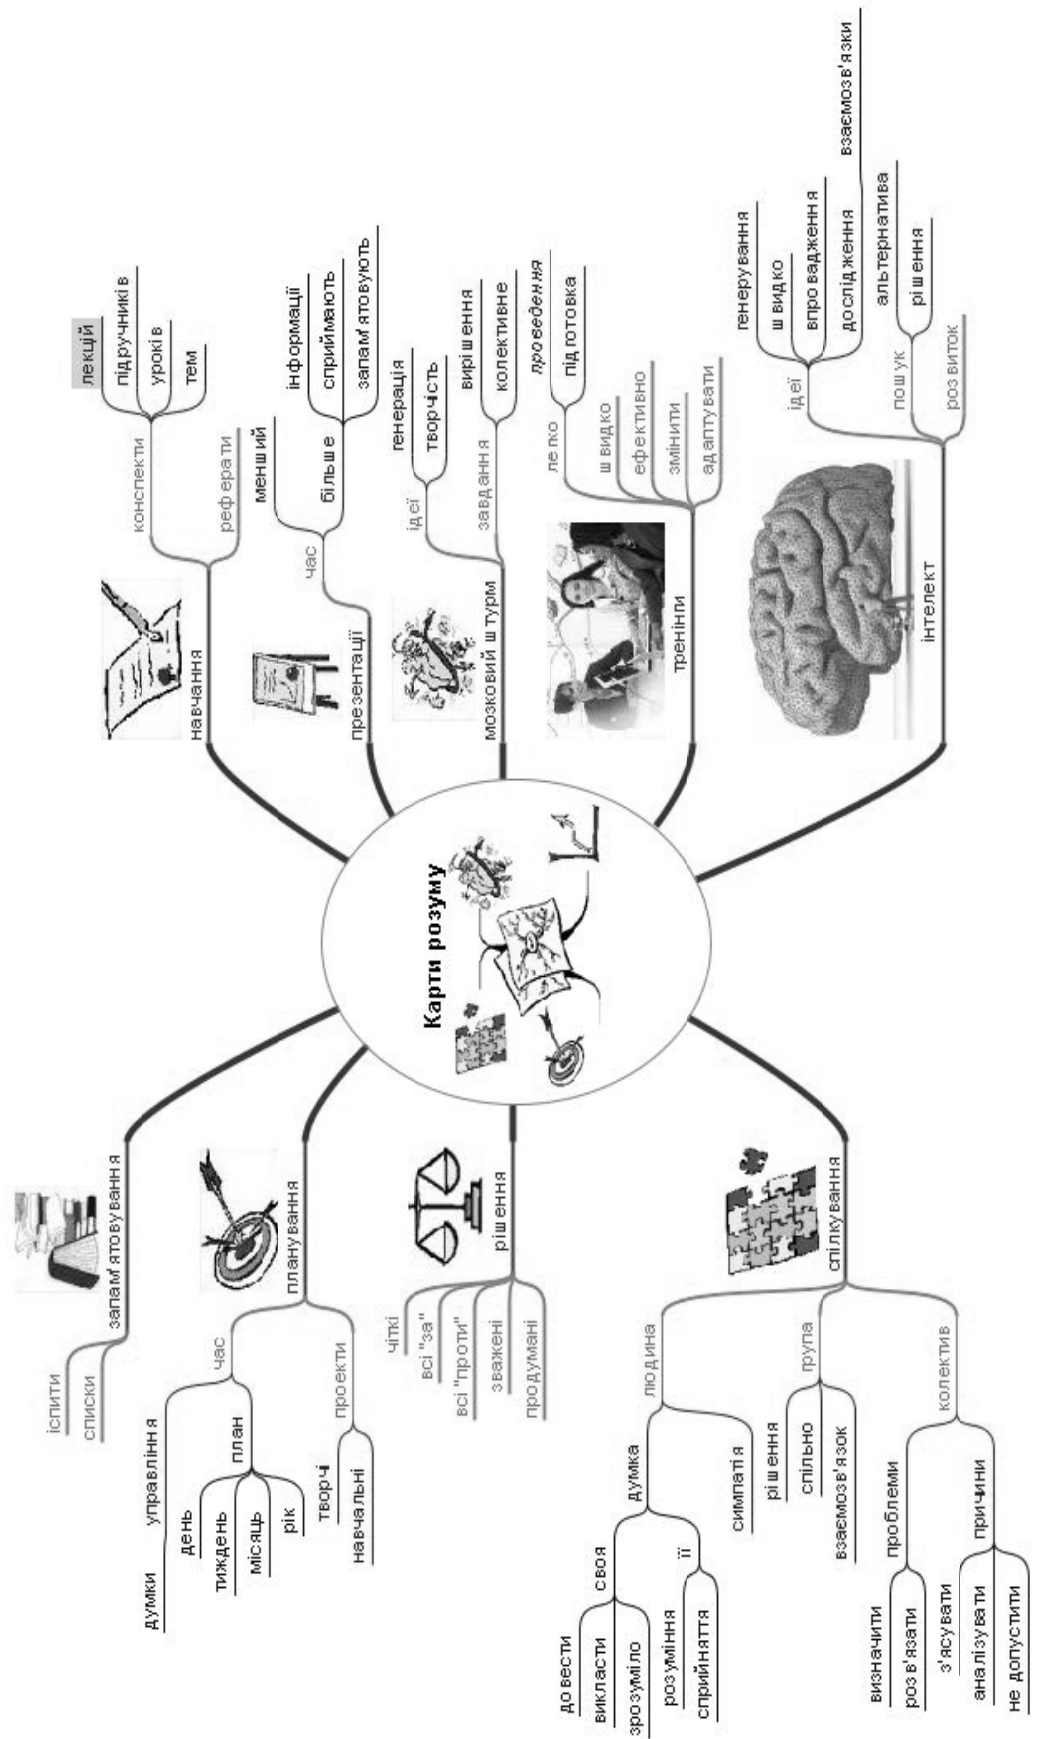 Карти розуму
навчання
конспекти
лекцій
підручників
уроків
тем
реферати
презентації
час
менший
більше
інформації
сприймають
запам'ятовують
мозковий штурм
ідеї
генерація
творчість
завдання
вирішення
колективне
тренінги
легко
проведення
підготовка
швидко
ефективно
змінити
адаптувати
інтелект
ідеї
генерування
швидко
впровадження
дослідження
взаємозв'язки
пошук
альтернатива
рішення
розвиток
запам'ятовування
іспити
списки
планування
час
управління
думки
план
день
тиждень
місяць
рік
проекти
творчі
навчальні
рішення
чіткі
всі "за"
всі "проти"
зважені
продумані
спілкування
людина
думка
своя
довести
викласти
зрозуміло
її
розуміння
сприйняття
симпатія
група
рішення
спільно
взаємозв'язок
колектив
проблеми
визначити
розв'язати
причини
з'ясувати
аналізувати
не допустити